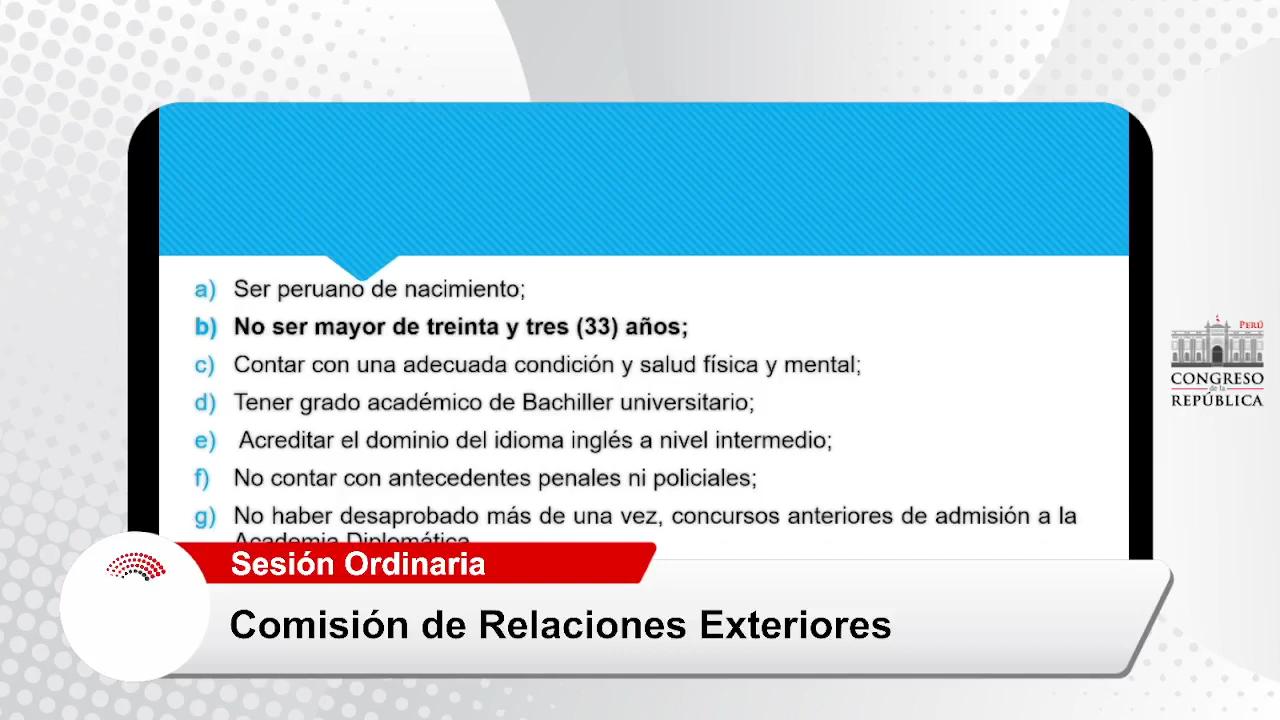 a) Ser peruano de nacimiento;
b) No ser mayor de treinta y tres (33) años;
c) Contar con una adecuada condición y salud física y mental;
d) Tener grado académico de Bachiller universitario;
e) Acreditar el dominio del idioma inglés a nivel intermedio;
f) No contar con antecedentes penales ni policiales;
g) No haber desaprobado más de una vez, concursos anteriores de admisión a la
Academia Diplomática
PERÚ
CONGRESO
de la
REPÚBLICA
Sesión Ordinaria
Comisión de Relaciones Exteriores